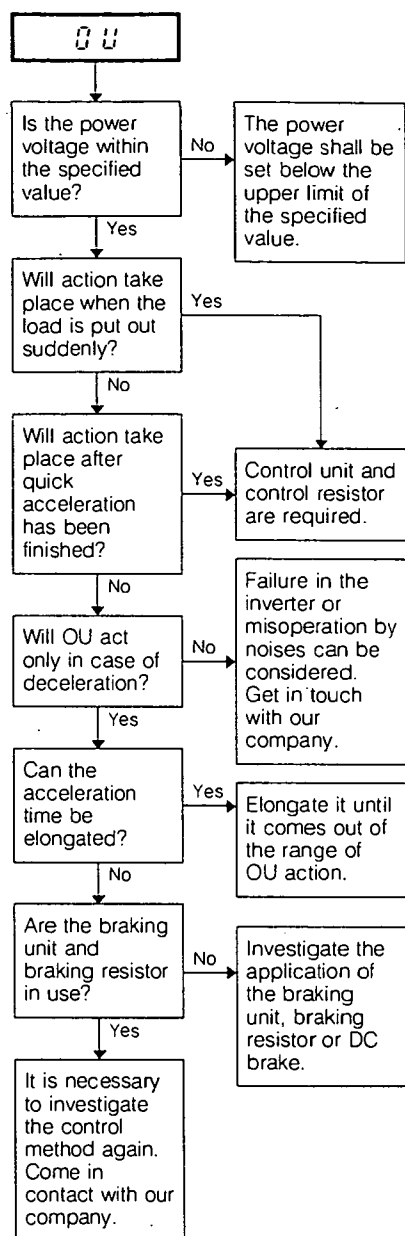 OU
Is the power
voltage within
the specified
value?
No
The power
voltage shall be
set below the
upper limit of
the specified
value.
Yes
Will action take
place when the
load is put out
suddenly?
Yes
No
Will action take
place after
quick
acceleration
has been
finished?
Yes
Control unit and
control resistor
are required.
No
Will OU act
only in case of
deceleration?
No
Failure in the
inverter or
misoperation by
noises can be
considered.
Get in touch
with our
company.
Yes
Can the
acceleration
time be
elongated?
Yes
Elongate it until
it comes out of
the range of
OU action.
No
Are the braking
unit and
braking resistor
in use?
No
Investigate the
application of
the braking
unit, braking
resistor or DC
brake.
Yes
It is necessary
to investigate
the control
method again.
Come in
contact with our
company.